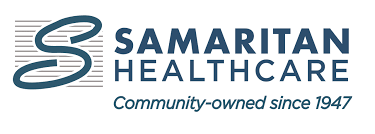 SAMARITAN
HEALTHCARE
Community-owned since 1947